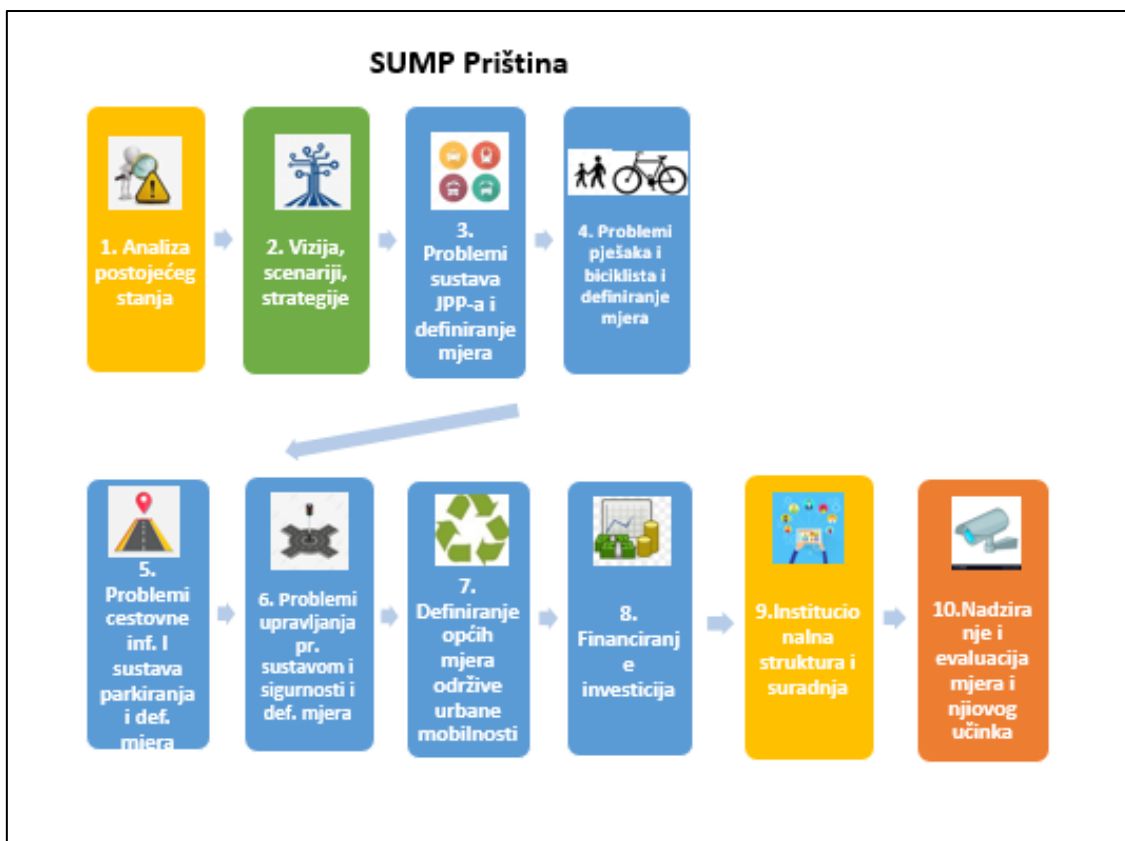 SUMP Priština
1. Analiza
postojećeg
stanja
2. Vizija,
scenariji,
strategije
3.
Problemi
sustava
JPP-a i
definiranje
mjera
4. Problemi
pješaka i
biciklista i
definiranje
mjera
5.
Problemi
cestovne
inf. I
sustava
parkiranja
i def.
mjera
6. Problemi
upravljanja
pr.
sustavom i
sigurnosti i
def. mjera
7.
Definiranje
općih
mjera
održive
urbane
mobilnosti
8.
Financiranj
e
investicija
9.Institucio
nalna
struktura i
suradnja
10.Nadzira
nje i
evaluacija
mjera i
njiovog
učinka